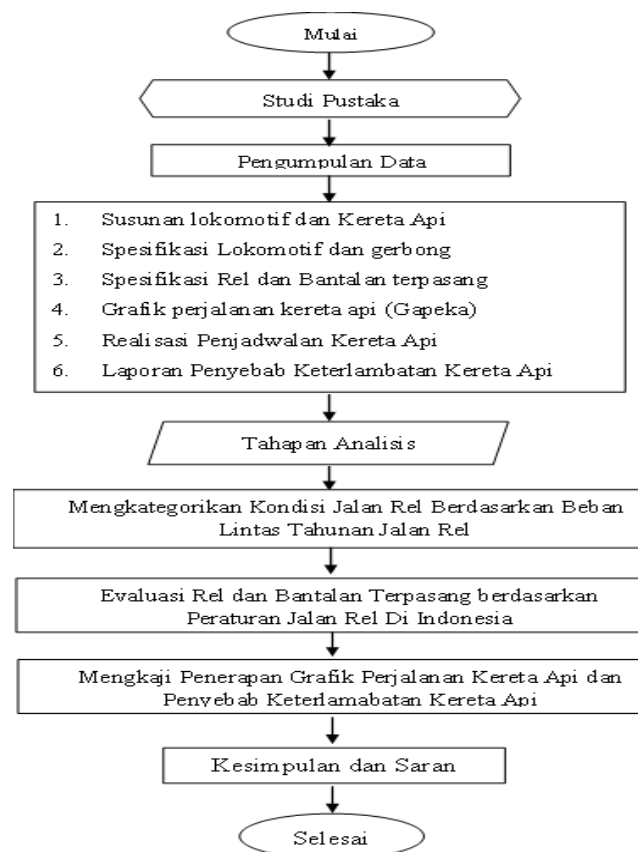 Mulai
Studi Pustaka
Pengumpulan Data
1. Susunan lokomotif dan Kereta Api
2. Spesifikasi Lokomotif dan gerbong
3. Spesifikasi Rel dan Bantalan terpasang
4. Grafik perjalanan kereta api (Gapeka)
5. Realisasi Penjadwalan Kereta Api
6. Laporan Penyebab Keterlambatan Kereta Api
Tahapan Analisis
Mengkategorikan Kondisi Jalan Rel Berdasarkan Beban
Lintas Tahunan Jalan Rel
Evaluasi Rel dan Bantalan Terpasang berdasarkan
Peraturan Jalan Rel Di Indonesia
Mengkaji Penerapan Grafik Perjalanan Kereta Api dan
Penyebab Keterlamabatan Kereta Api
Kesimpulan dan Saran
Selesai